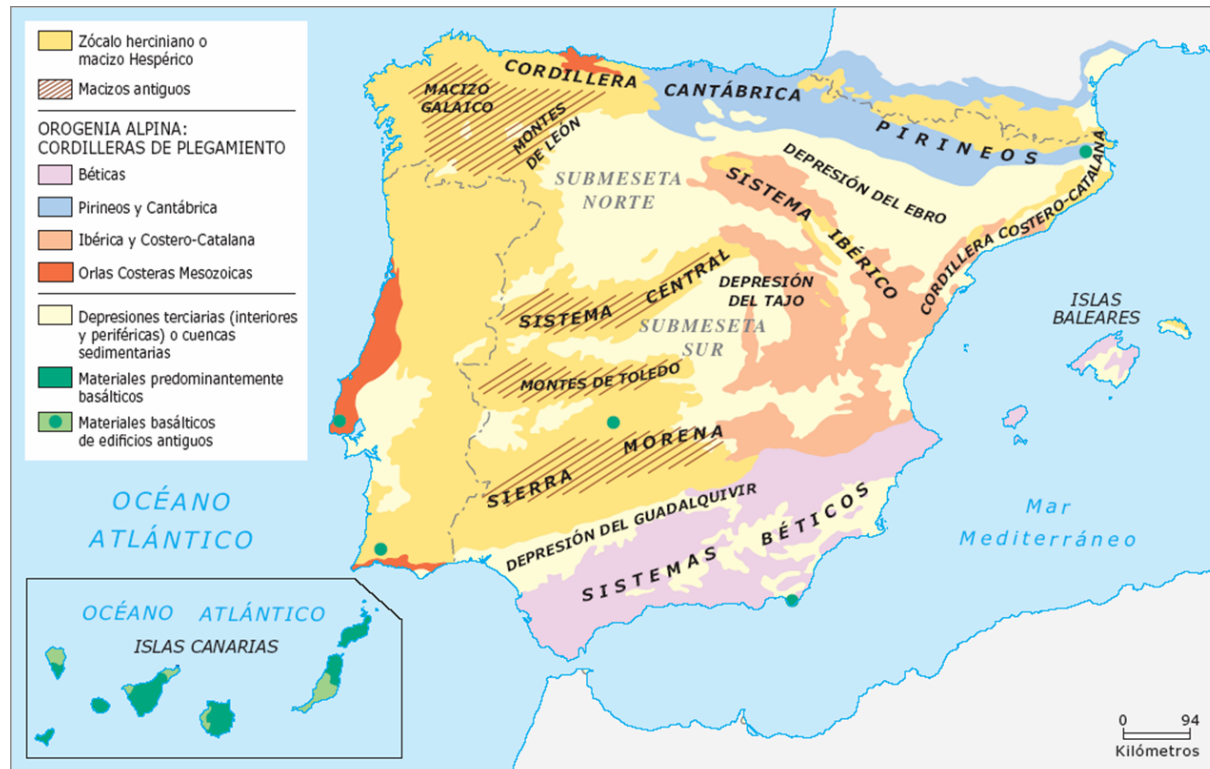 Zócalo herciniano o
macizo Hespérico
Macizos antiguos
OROGENIA ALPINA:
CORDILLERAS DE PLEGAMIENTO
Béticas
Pirineos y Cantábrica
Ibérica y Costero-Catalana
Orlas Costeras Mesozoicas
Depresiones terciarias (interiores
y periféricas) o cuencas
sedimentarias
Materiales predominantemente
basálticos
Materiales basálticos
de edificios antiguos
CORDILLERA
CANTÁBRICA
MACIZO
GALAICO
MONTES
DE LEÓN
PIRINEOS
SUBMESETA
NORTE
DEPRESIÓN DEL EBRO
SISTEMA
IBÉRICO
CORDILLERA COSTERO-CATALANA
SISTEMA CENTRAL
DEPRESIÓN
DEL TAJO
SUBMESETA
SUR
ISLAS
BALEARES
MONTES DE TOLEDO
SIERRA MORENA
DEPRESIÓN DEL GUADALQUIVIR
SISTEMAS BÉTICOS
OCÉANO
ATLÁNTICO
Mar
Mediterráneo
OCÉANO ATLÁNTICO
ISLAS CANARIAS
0 94
Kilómetros